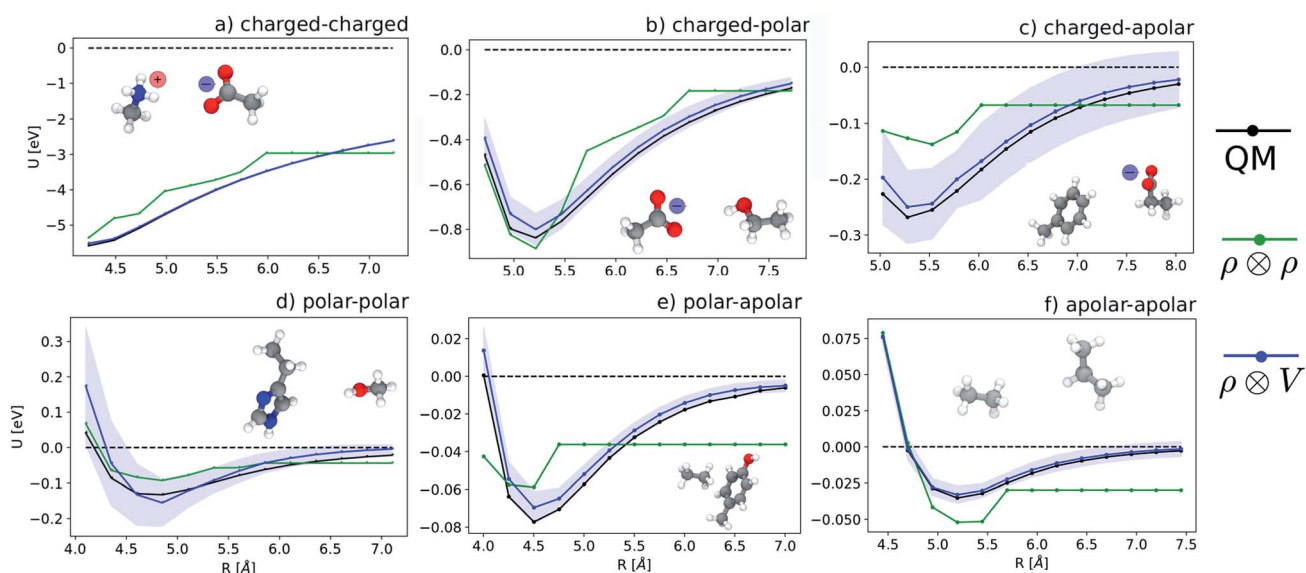 a) charged-charged
U [eV]
0
−1
−2
−3
−4
−5
4.5 5.0 5.5 6.0 6.5 7.0
+
−
b) charged-polar
0.0
−0.2
−0.4
−0.6
−0.8
5.0 5.5 6.0 6.5 7.0 7.5
−
c) charged-apolar
0.0
−0.1
−0.2
−0.3
5.0 5.5 6.0 6.5 7.0 7.5 8.0
−
QM
ρ ⊗ ρ
ρ ⊗ V
d) polar-polar
U [eV]
0.3
0.2
0.1
0.0
−0.1
−0.2
4.0 4.5 5.0 5.5 6.0 6.5 7.0
R [Å]
e) polar-apolar
0.02
0.00
−0.02
−0.04
−0.06
−0.08
4.0 4.5 5.0 5.5 6.0 6.5 7.0
R [Å]
f) apolar-apolar
0.075
0.050
0.025
0.000
−0.025
−0.050
4.5 5.0 5.5 6.0 6.5 7.0 7.5
R [Å]